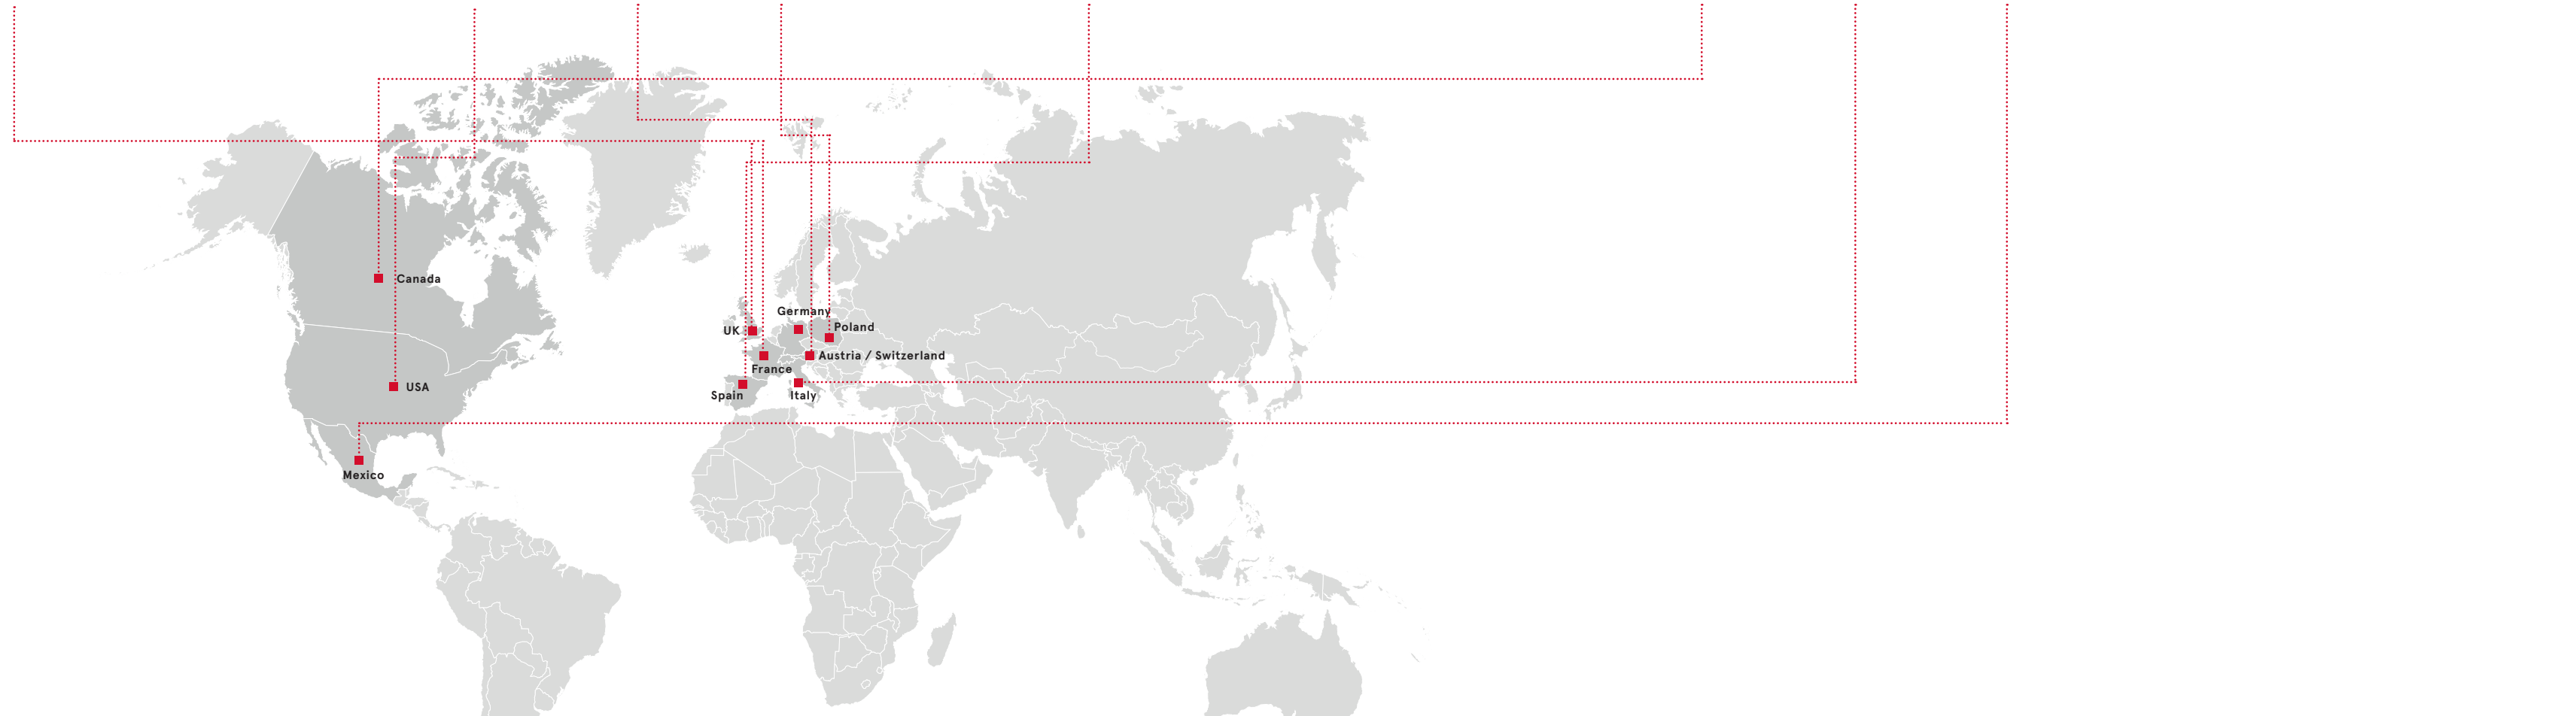 Canada
Germany
Poland
UK
Austria / Switzerland
France
USA
Spain
Italy
Mexico